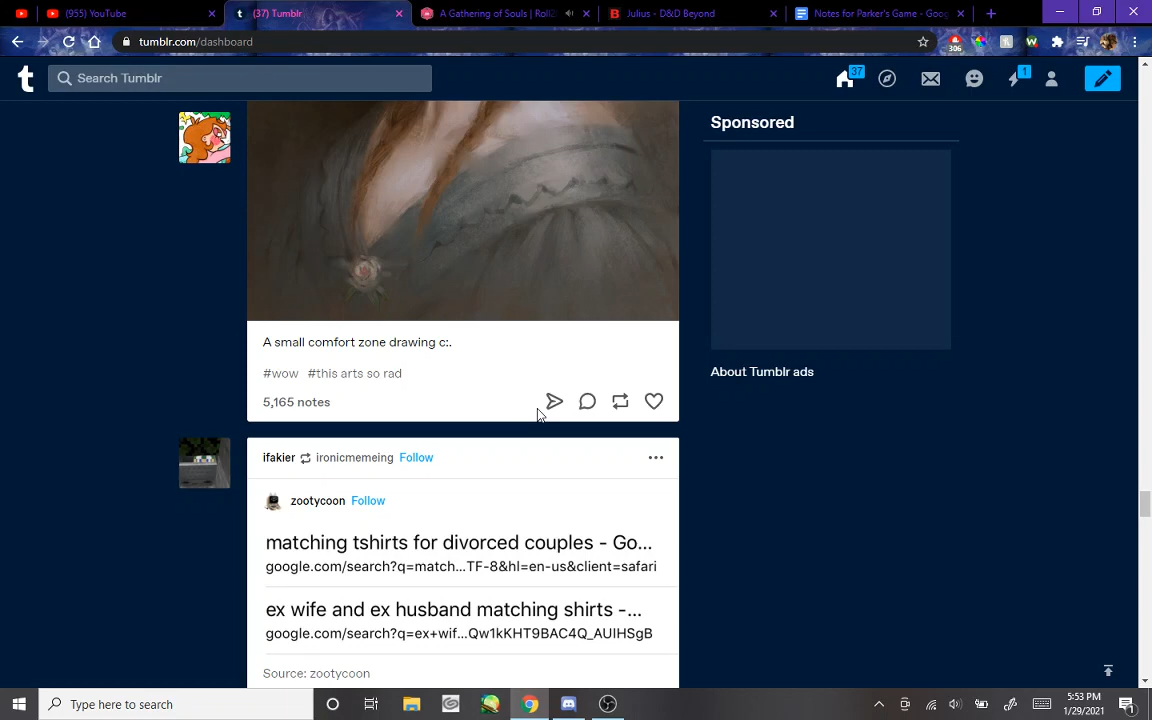 (955) YouTube
(37) Tumblr
A Gathering of Souls | Roll2
Julius - D&D Beyond
Notes for Parker's Game - Goog
tumblr.com/dashboard
306
Search Tumblr
37
1
Sponsored
About Tumblr ads
A small comfort zone drawing c:.
#wow #this arts so rad
5,165 notes
ifakier ironicmemeing Follow
zootycoon Follow
matching tshirts for divorced couples - Go...
google.com/search?q=match...TF-8&hl=en-us&client=safari
ex wife and ex husband matching shirts -...
google.com/search?q=ex+wif...Qw1kKHT9BAC4Q_AUIHSgB
Source: zootycoon
Type here to search
5:53 PM
1/29/2021
1